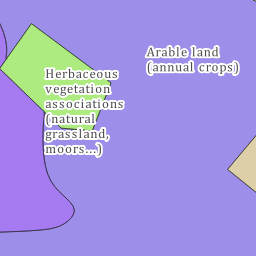 Arable land
(annual crops)
Herbaceous
vegetation
associations
(natural
grassland,
moors...)